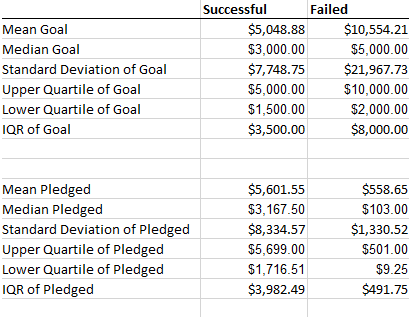 Successful Failed
Mean Goal $5,048.88 $10,554.21
Median Goal $3,000.00 $5,000.00
Standard Deviation of Goal $7,748.75 $21,967.73
Upper Quartile of Goal $5,000.00 $10,000.00
Lower Quartile of Goal $1,500.00 $2,000.00
IQR of Goal $3,500.00 $8,000.00
Mean Pledged $5,601.55 $558.65
Median Pledged $3,167.50 $103.00
Standard Deviation of Pledged $8,334.57 $1,330.52
Upper Quartile of Pledged $5,699.00 $501.00
Lower Quartile of Pledged $1,716.51 $9.25
IQR of Pledged $3,982.49 $491.75